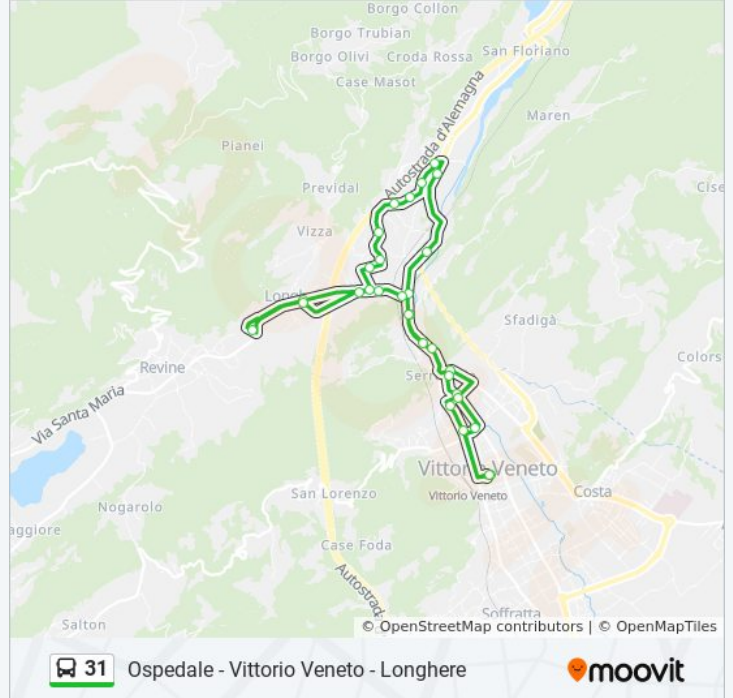 Borgo Collon
Borgo Trubian
Borgo Olivi
Croda Rossa
San Floriano
Case Masot
Autostrada d'Alemagna
Maren
Pianei
Previdal
Cise
Vizza
Longh
Sfadigà
Revine
Serr
Colors
Via Santa Maria
Vittorio Veneto
Vittorio Veneto
San Lorenzo
Costa
Nogarolo
aggiore
Case Foda
Autostrad
Soffratta
Salton
© OpenStreetMap contributors | © OpenMapTiles
31 Ospedale - Vittorio Veneto - Longhere
moovit